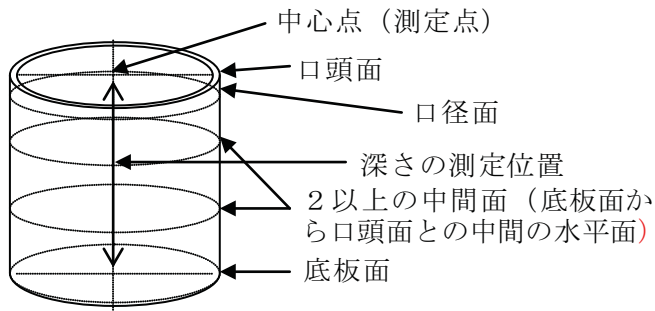 中心点（測定点）
口頭面
口径面
深さの測定位置
２以上の中間面（底板面か
ら口頭面との中間の水平面）
底板面